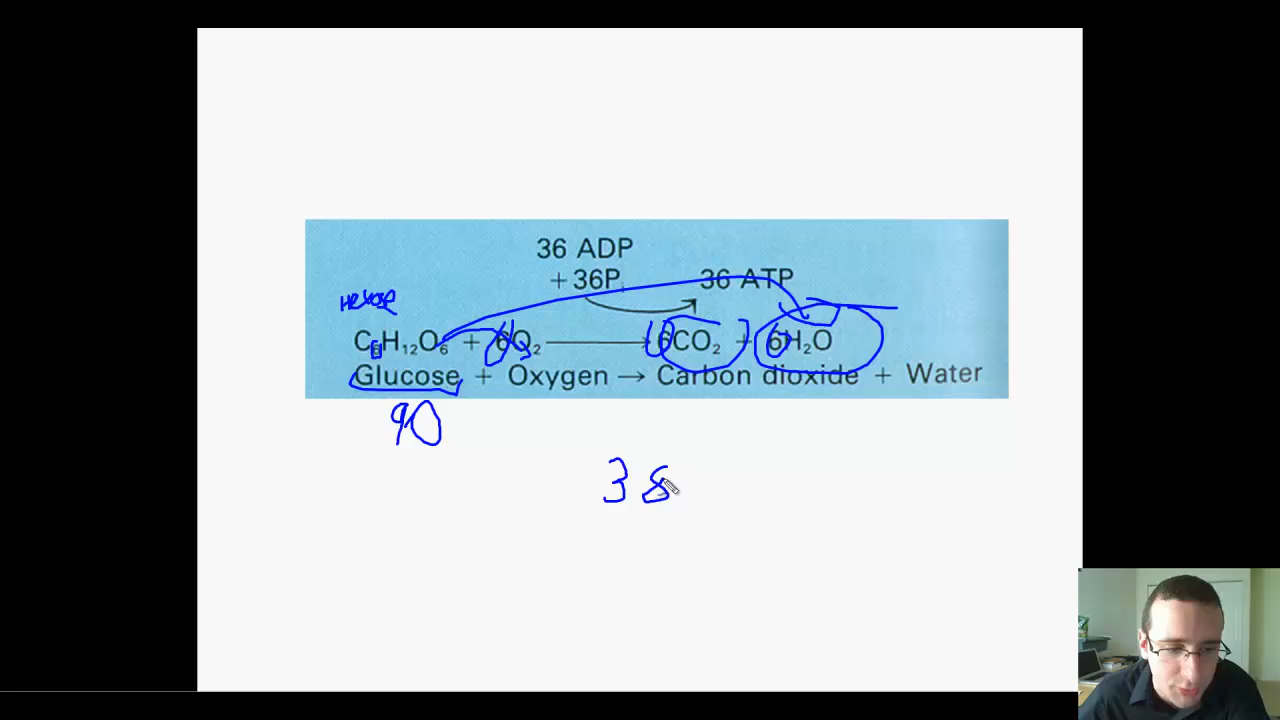 36 ADP
+ 36P 36 ATP
Hexose
C₆H₁₂O₆ + 6O₂ → 6CO₂ + 6H₂O
Glucose + Oxygen → Carbon dioxide + Water
90
38